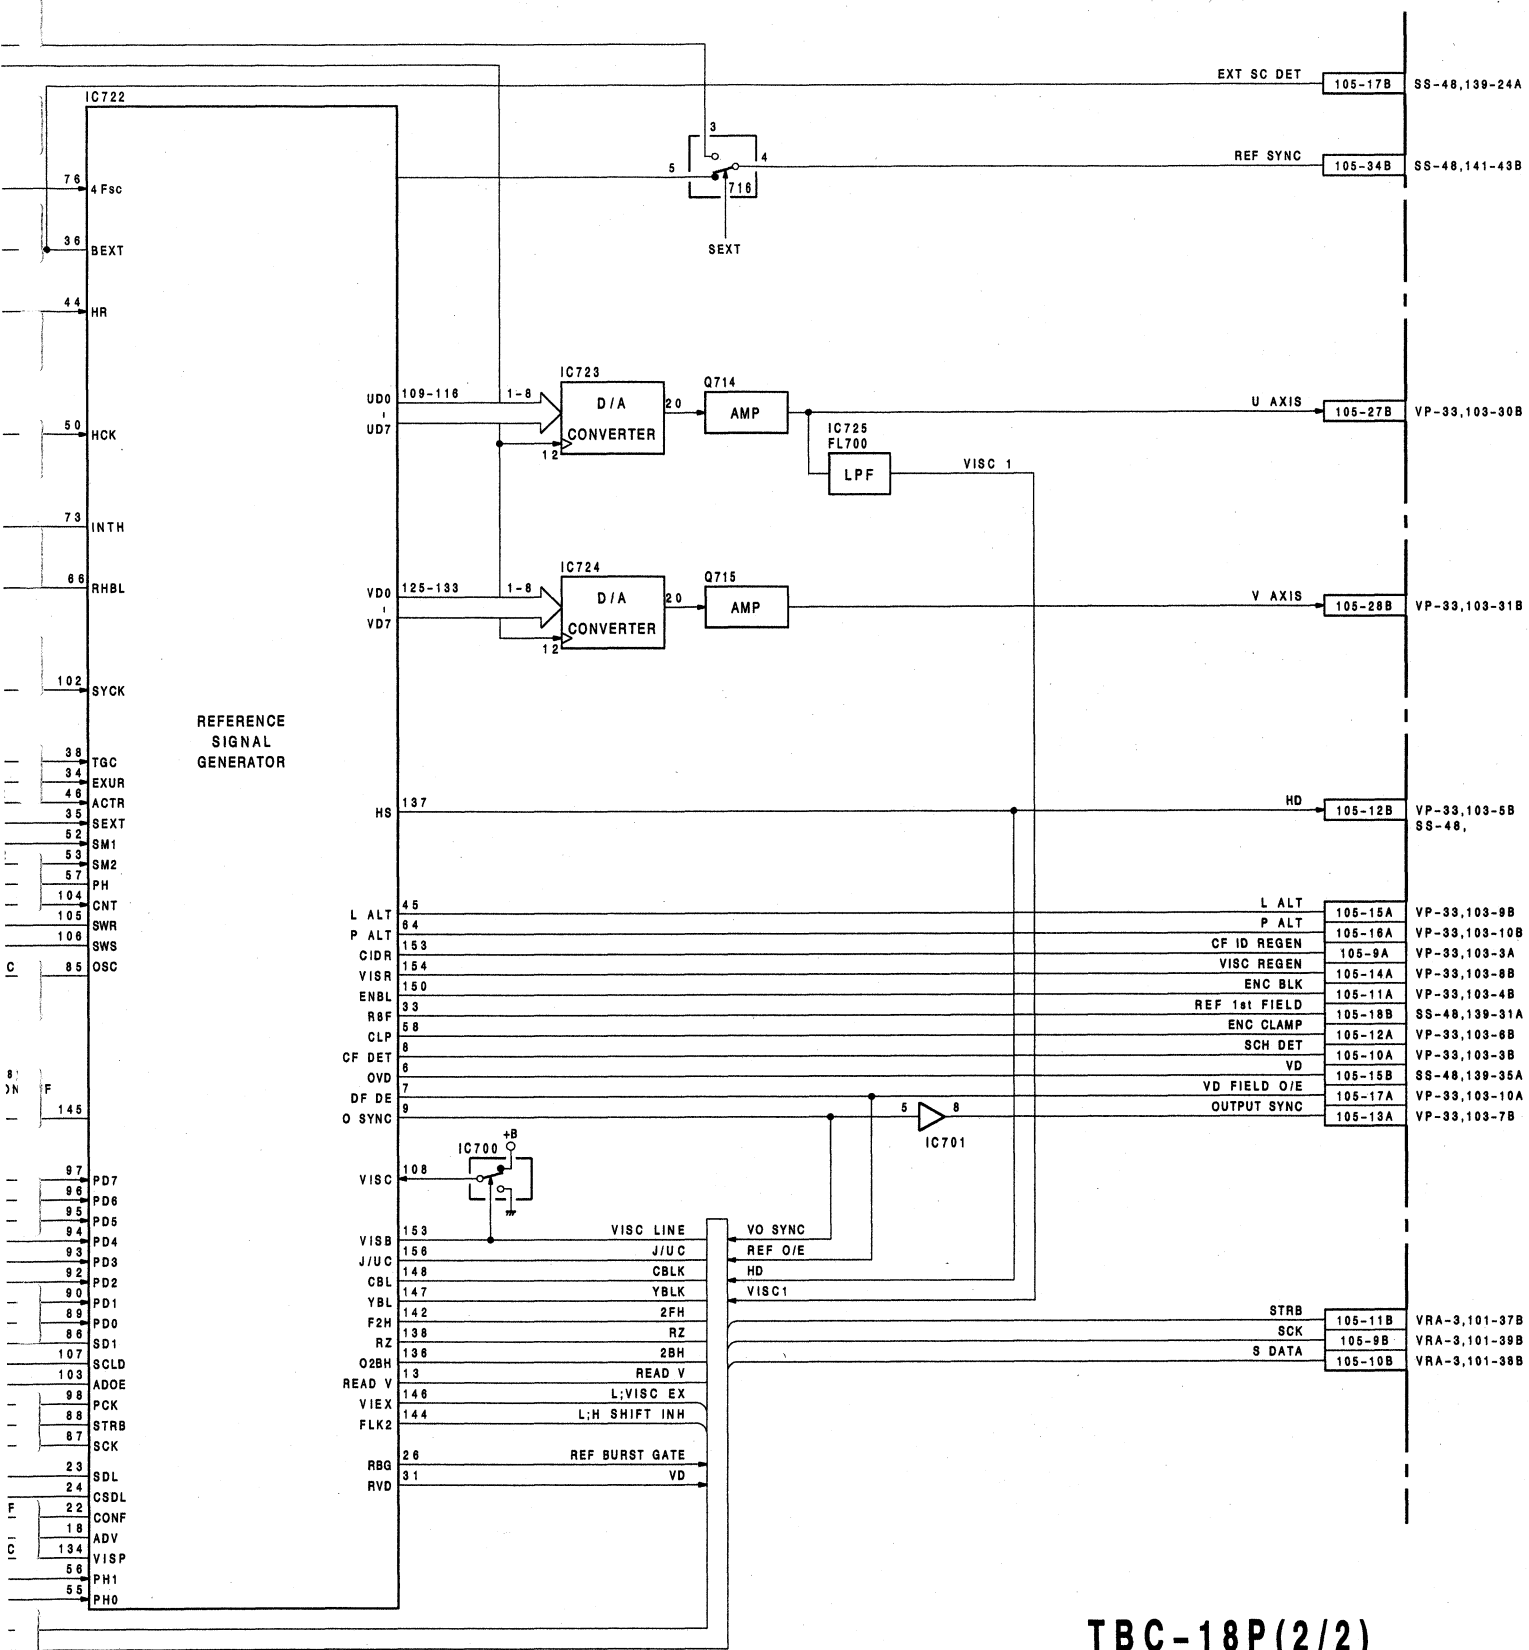 EXT SC DET 105-17B SS-48,139-24A
IC722
3
5 4
REF SYNC 105-34B SS-48,141-43B
716
SEXT
76 4Fsc
36 BEXT
44 HR
IC723
Q714
UD0 109-116 1-8 D/A 20 AMP U AXIS 105-27B VP-33,103-30B
UD7 CONVERTER
12
IC725
FL700
LPF VISC 1
50 HCK
73 INTH
IC724
Q715
66 RHBL
VD0 125-133 1-8 D/A 20 AMP V AXIS 105-28B VP-33,103-31B
VD7 CONVERTER
12
102 SYCK
REFERENCE
SIGNAL
GENERATOR
38 TGC
34 EXUR
46 ACTR
HS 137 HD 105-12B VP-33,103-5B
SS-48,
35 SEXT
52 SM1
53 SM2
57 PH
104 CNT
105 SWR
106 SWS
C 85 OSC
L ALT 45 L ALT 105-15A VP-33,103-9B
P ALT 64 P ALT 105-16A VP-33,103-10B
CIDR 153 CF ID REGEN 105-9A VP-33,103-3A
VISR 154 VISC REGEN 105-14A VP-33,103-8B
ENBL 150 ENC BLK 105-11A VP-33,103-4B
R8F 33 REF 1st FIELD 105-18B SS-48,139-31A
CLP 58 ENC CLAMP 105-12A VP-33,103-6B
CF DET 8 SCH DET 105-10A VP-33,103-3B
OVD 6 VD 105-15B SS-48,139-35A
DF DE 7 VD FIELD O/E 105-17A VP-33,103-10A
O SYNC 9 5 8 OUTPUT SYNC 105-13A VP-33,103-7B
IC701
F
145
IC700 +B
VISC 108
97 PD7
96 PD6
95 PD5
94 PD4
93 PD3
92 PD2
90 PD1
89 PD0
86 SD1
107 SCLD
103 ADOE
98 PCK
88 STRB
87 SCK
23 SDL
24 CSDL
F 22 CONF
18 ADV
C 134 VISP
56 PH1
55 PH0
VISB 153 VISC LINE VO SYNC
J/UC 156 J/UC REF O/E
CBL 148 CBLK HD
YBL 147 YBLK VISC1
F2H 142 2FH
RZ 138 RZ
O2BH 136 2BH
READ V 13 READ V
VIEX 146 L;VISC EX
FLK2 144 L;H SHIFT INH
RBG 26 REF BURST GATE
RVD 31 VD
STRB 105-11B VRA-3,101-37B
SCK 105-9B VRA-3,101-39B
S DATA 105-10B VRA-3,101-38B
TBC-18P(2/2)